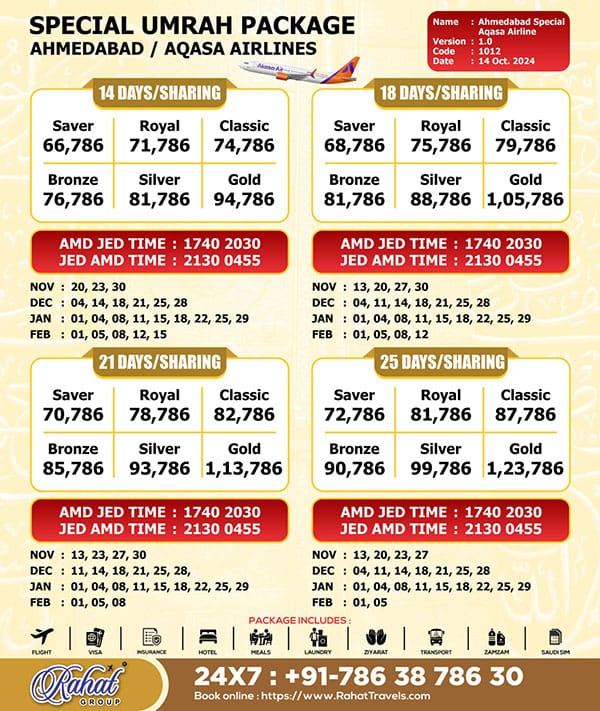 SPECIAL UMRAH PACKAGE
AHMEDABAD / AQASA AIRLINES
Akasa Air
Name : Ahmedabad Special
Aqasa Airline
Version : 1.0
Code : 1012
Date : 14 Oct. 2024
14 DAYS/SHARING
Saver Royal Classic
66,786 71,786 74,786
Bronze Silver Gold
76,786 81,786 94,786
AMD JED TIME : 1740 2030
JED AMD TIME : 2130 0455
NOV : 20, 23, 30
DEC : 04, 14, 18, 21, 25, 28
JAN : 01, 04, 08, 11, 15, 18, 22, 25, 29
FEB : 01, 05, 08, 12, 15
18 DAYS/SHARING
Saver Royal Classic
68,786 75,786 79,786
Bronze Silver Gold
81,786 88,786 1,05,786
AMD JED TIME : 1740 2030
JED AMD TIME : 2130 0455
NOV : 13, 20, 27, 30
DEC : 04, 11, 14, 18, 21, 25, 28
JAN : 01, 04, 08, 11, 15, 18, 22, 25, 29
FEB : 01, 05, 08, 12
21 DAYS/SHARING
Saver Royal Classic
70,786 78,786 82,786
Bronze Silver Gold
85,786 93,786 1,13,786
AMD JED TIME : 1740 2030
JED AMD TIME : 2130 0455
NOV : 13, 23, 27, 30
DEC : 11, 14, 18, 21, 25, 28,
JAN : 01, 04, 08, 11, 15, 18, 22, 25, 29
FEB : 01, 05, 08
25 DAYS/SHARING
Saver Royal Classic
72,786 81,786 87,786
Bronze Silver Gold
90,786 99,786 1,23,786
AMD JED TIME : 1740 2030
JED AMD TIME : 2130 0455
NOV : 13, 20, 23, 27
DEC : 04, 11, 14, 18, 21, 25, 28
JAN : 01, 04, 08, 11, 15, 18, 22, 25, 29
FEB : 01, 05
PACKAGE INCLUDES :
FLIGHT VISA INSURANCE HOTEL MEALS LAUNDRY ZIYARAT TRANSPORT ZAMZAM SAUDI SIM
Rahat
GROUP
24X7 : +91-786 38 786 30
Book online : https://www.RahatTravels.com